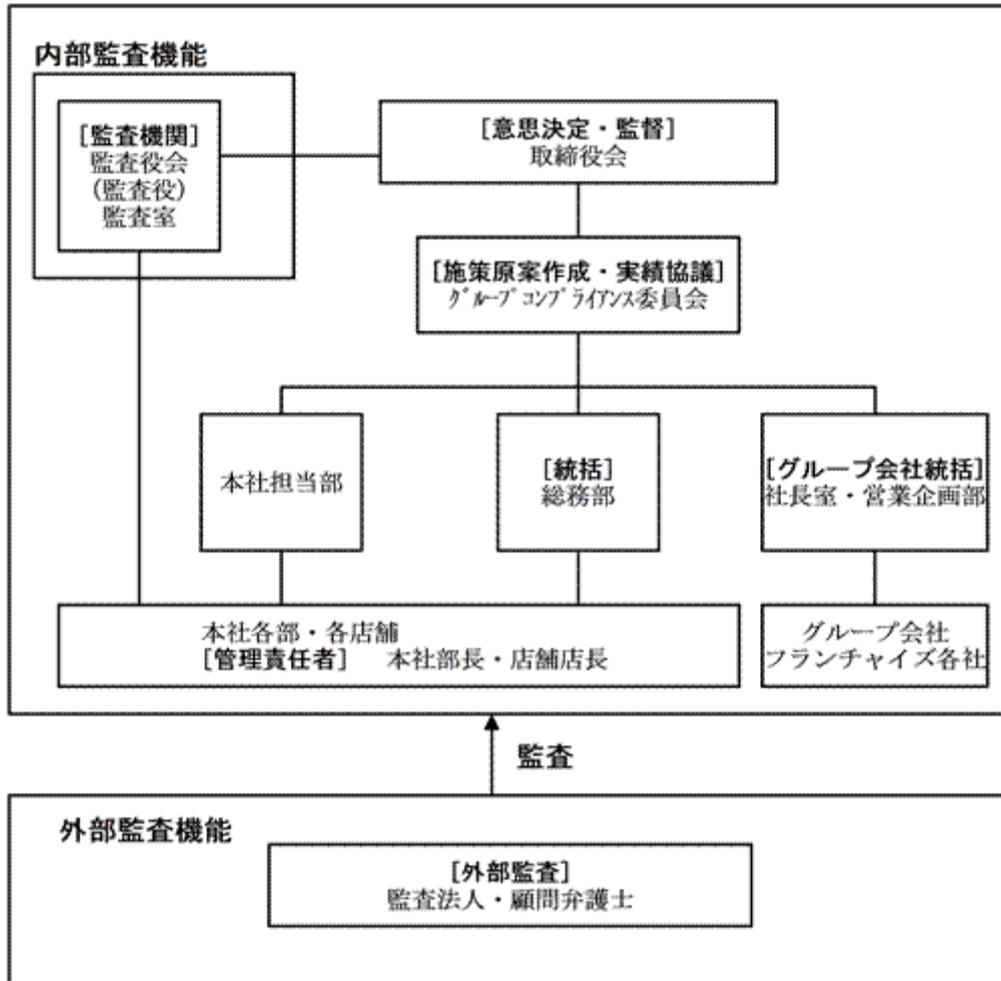 内部監査機能
[監査機関]
監査役会
(監査役)
監査室
[意思決定・監督]
取締役会
[施策原案作成・実績協議]
ｸﾞﾙｰﾌﾟｺﾝﾌﾟﾗｲｱﾝｽ委員会
本社担当部
[統括]
総務部
[グループ会社統括]
社長室・営業企画部
本社各部・各店舗
[管理責任者]　本社部長・店舗店長
グループ会社
フランチャイズ各社
監査
外部監査機能
[外部監査]
監査法人・顧問弁護士